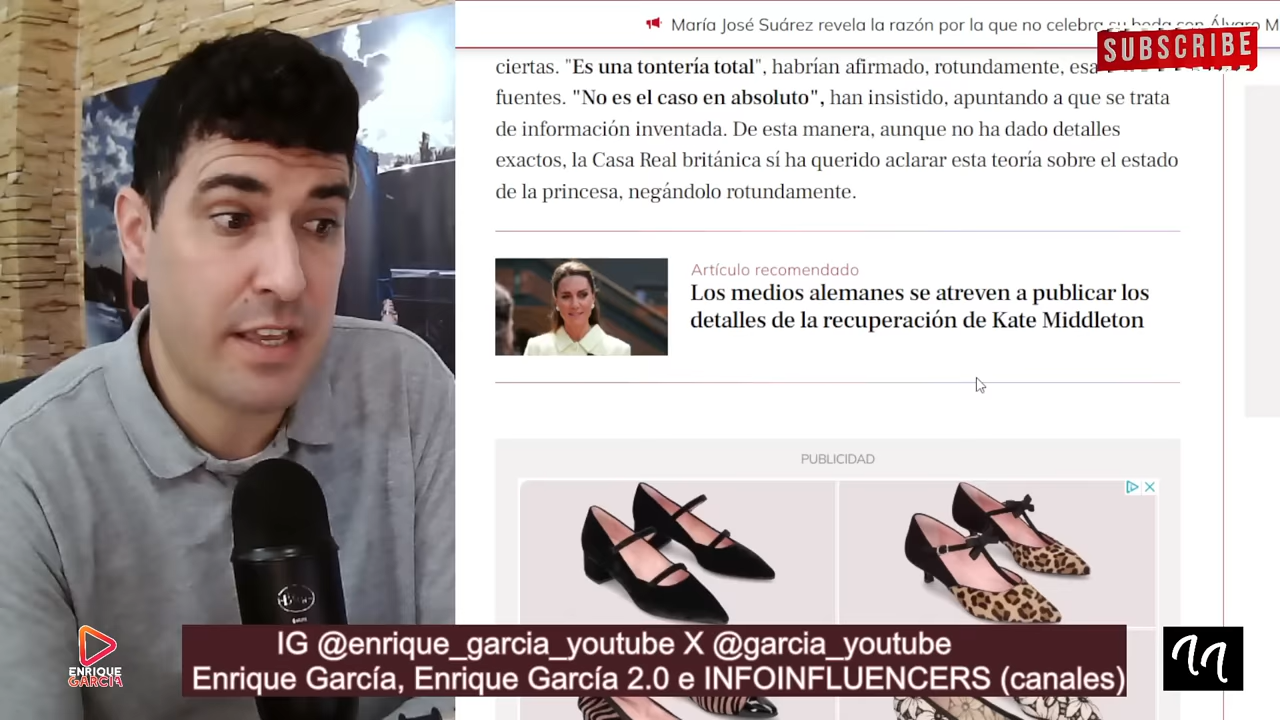 María José Suárez revela la razón por la que no celebra su boda con Álvaro M
SUBSCRIBE
ciertas. "Es una tontería total", habrían afirmado, rotundamente, esa
fuentes. "No es el caso en absoluto", han insistido, apuntando a que se trata
de información inventada. De esta manera, aunque no ha dado detalles
exactos, la Casa Real británica sí ha querido aclarar esta teoría sobre el estado
de la princesa, negándolo rotundamente.
Artículo recomendado
Los medios alemanes se atreven a publicar los
detalles de la recuperación de Kate Middleton
PUBLICIDAD
IG @enrique_garcia_youtube X @garcia_youtube
Enrique García, Enrique García 2.0 e INFOINFLUENCERS (canales)
ENRIQUE
GARCÍA